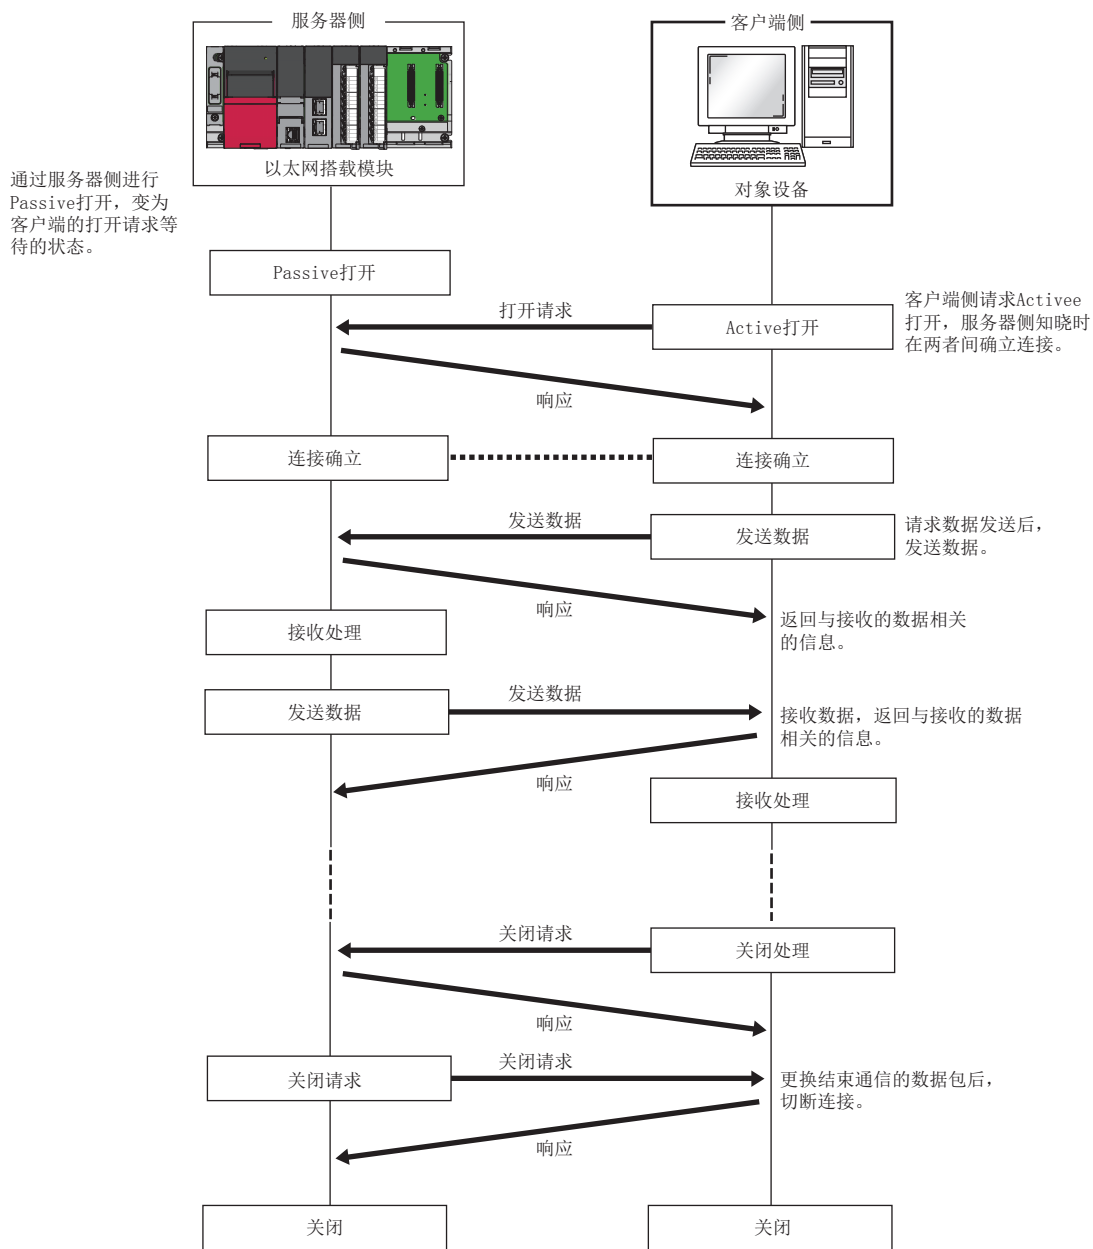 服务器侧
客户端侧
以太网搭载模块
对象设备
通过服务器侧进行
Passive打开，变为
客户端的打开请求等
待的状态。
Passive打开
打开请求
Active打开
客户端侧请求Activee
打开，服务器侧知晓时
在两者间确立连接。
响应
连接确立
连接确立
发送数据
发送数据
请求数据发送后，
发送数据。
响应
返回与接收的数据相关
的信息。
接收处理
发送数据
发送数据
接收数据，返回与接收的数据
相关的信息。
响应
接收处理
关闭请求
关闭处理
响应
关闭请求
关闭请求
更换结束通信的数据包后，
切断连接。
响应
关闭
关闭